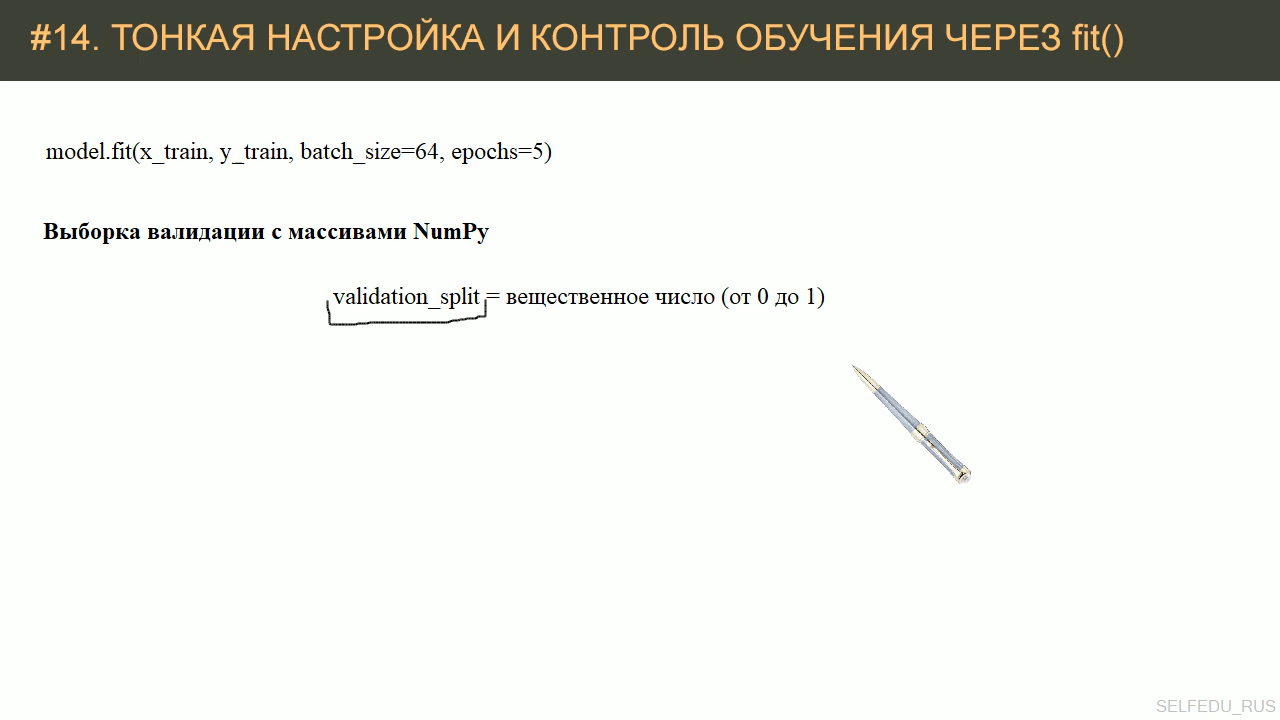 #14. ТОНКАЯ НАСТРОЙКА И КОНТРОЛЬ ОБУЧЕНИЯ ЧЕРЕЗ fit()
model.fit(x_train, y_train, batch_size=64, epochs=5)
Выборка валидации с массивами NumPy
validation_split = вещественное число (от 0 до 1)
SELFEDU_RUS